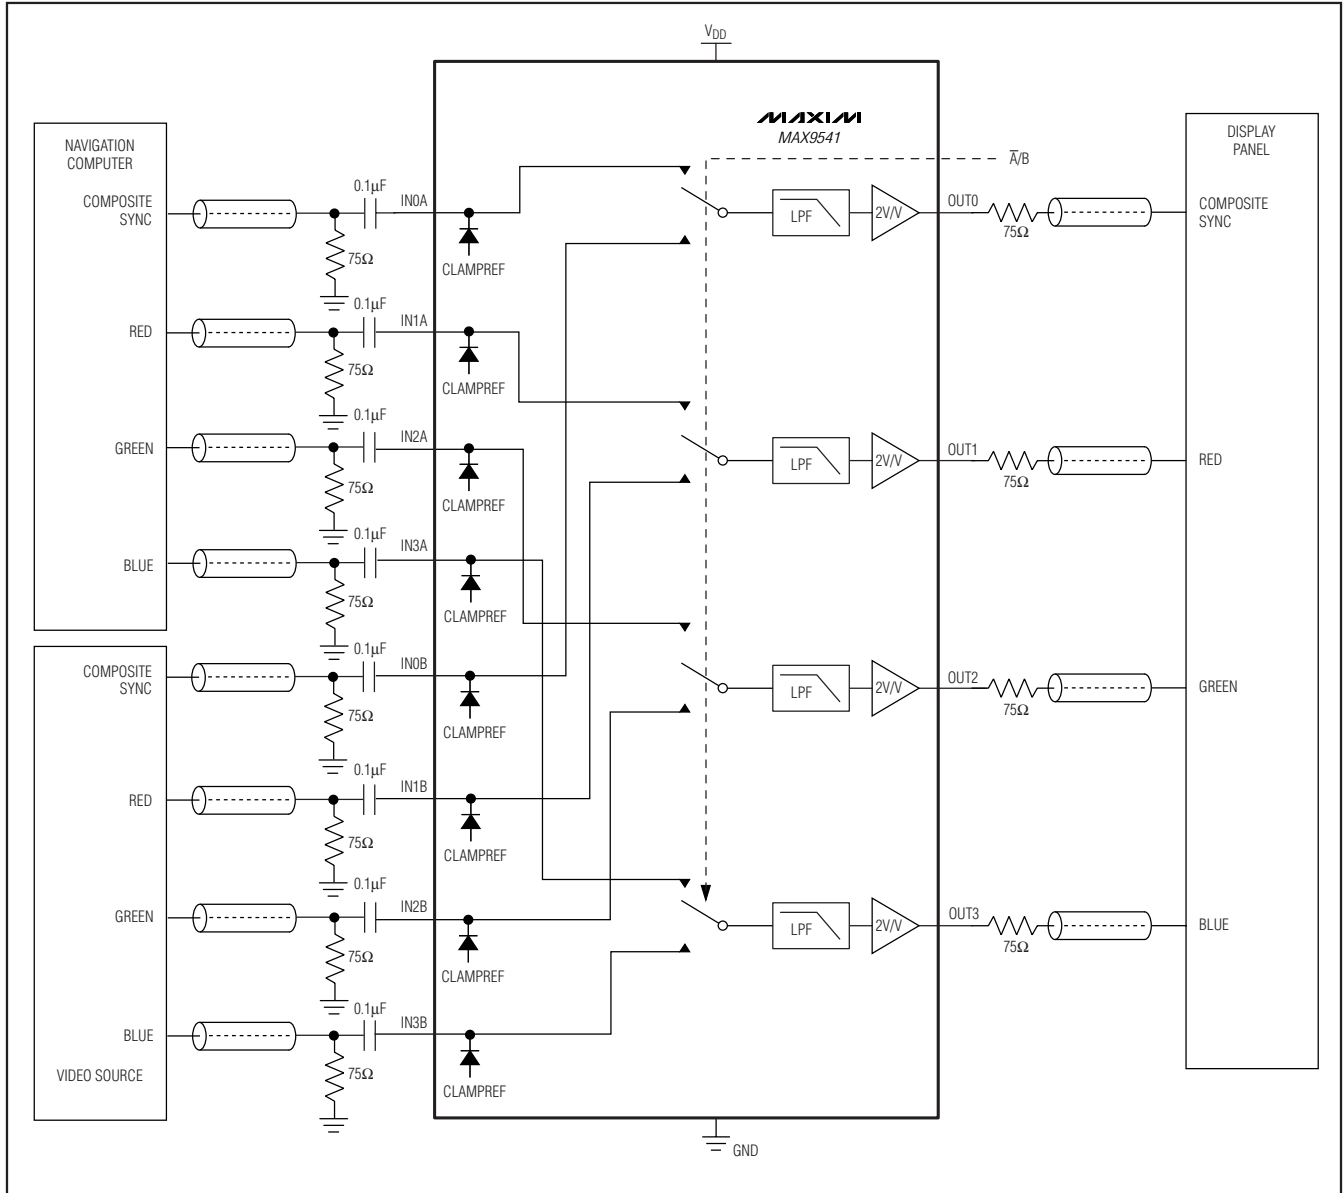 V_DD
MAXIM
MAX9541
A̅/B
NAVIGATION
COMPUTER
COMPOSITE
SYNC
0.1µF
IN0A
75Ω
CLAMPREF
LPF
2V/V
OUT0
75Ω
DISPLAY
PANEL
COMPOSITE
SYNC
RED
0.1µF
IN1A
75Ω
CLAMPREF
GREEN
0.1µF
IN2A
75Ω
CLAMPREF
LPF
2V/V
OUT1
75Ω
RED
BLUE
0.1µF
IN3A
75Ω
CLAMPREF
COMPOSITE
SYNC
0.1µF
IN0B
75Ω
CLAMPREF
LPF
2V/V
OUT2
75Ω
GREEN
RED
0.1µF
IN1B
75Ω
CLAMPREF
GREEN
0.1µF
IN2B
75Ω
CLAMPREF
LPF
2V/V
OUT3
75Ω
BLUE
BLUE
0.1µF
IN3B
75Ω
CLAMPREF
VIDEO SOURCE
GND